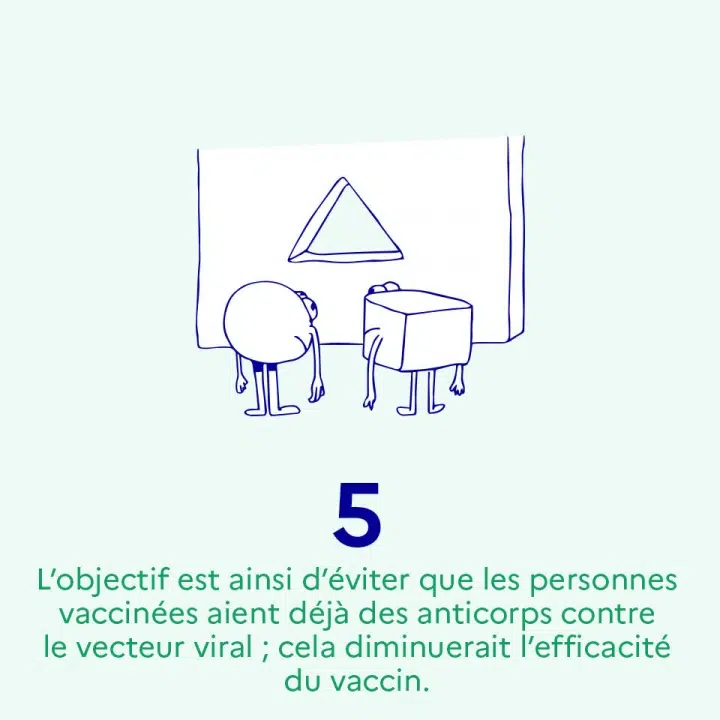 5
L’objectif est ainsi d’éviter que les personnes
vaccinées aient déjà des anticorps contre
le vecteur viral ; cela diminuerait l’efficacité
du vaccin.